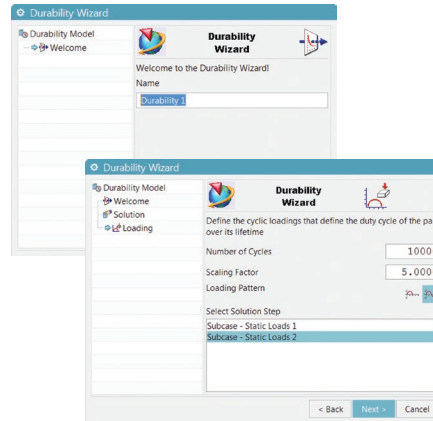 Durability Wizard
Durability Model
Welcome
Durability
Wizard
Welcome to the Durability Wizard!
Name
Durability 1
Durability Wizard
Durability Model
Welcome
Solution
Loading
Durability
Wizard
Define the cyclic loadings that define the duty cycle of the pa
over its lifetime
Number of Cycles
1000
Scaling Factor
5.000
Loading Pattern
Select Solution Step
Subcase - Static Loads 1
Subcase - Static Loads 2
< Back
Next >
Cancel